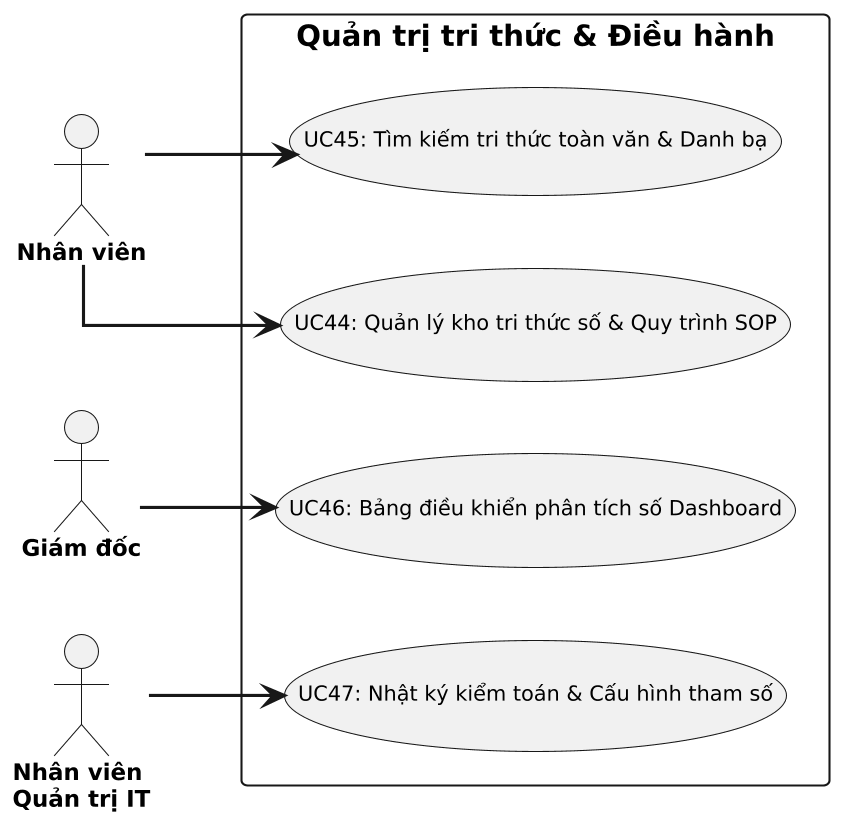 Quản trị tri thức & Điều hành
UC45: Tìm kiếm tri thức toàn văn & Danh bạ
Nhân viên
UC44: Quản lý kho tri thức số & Quy trình SOP
UC46: Bảng điều khiển phân tích số Dashboard
Giám đốc
UC47: Nhật ký kiểm toán & Cấu hình tham số
Nhân viên
Quản trị IT